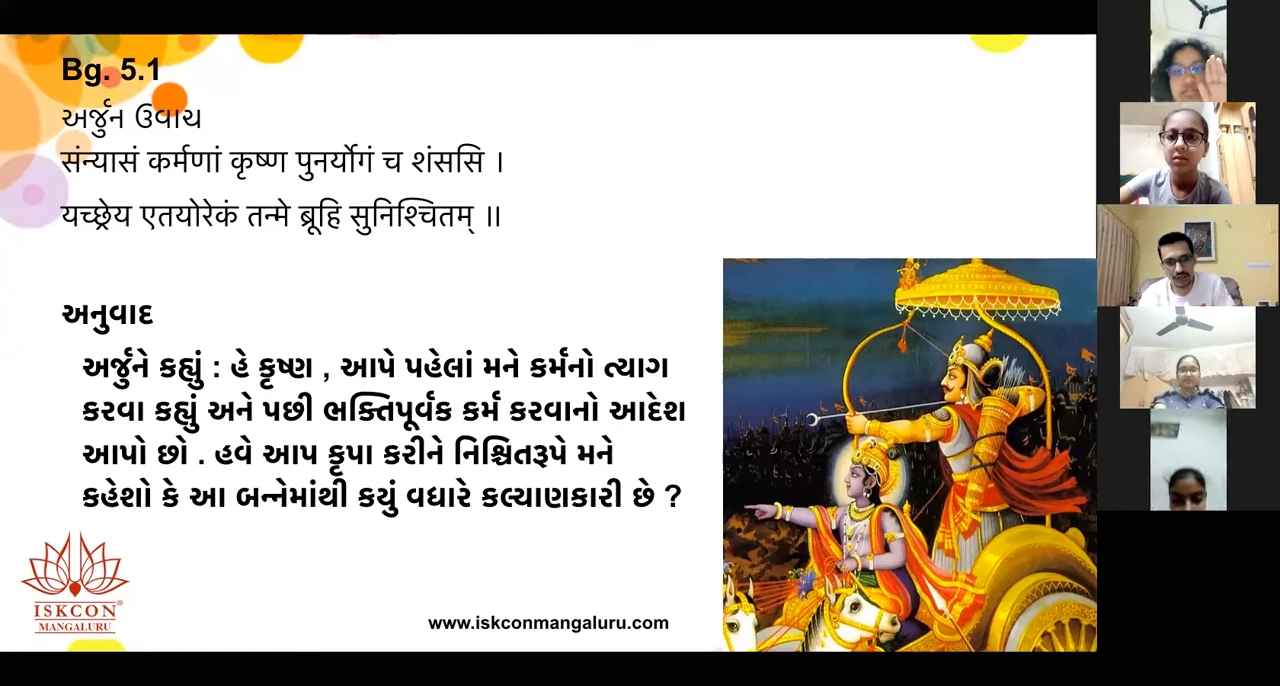 Bg. 5.1
અર્જુન ઉવાચ
संन्यासं कर्मणां कृष्ण पुनर्योगं च शंससि ।
यच्छ्रेय एतयोरेकं तन्मे ब्रूहि सुनिश्चितम् ॥
અનુવાદ
અર્જુને કહ્યું : હે કૃષ્ણ , આપે પહેલાં મને કર્મનો ત્યાગ
કરવા કહ્યું અને પછી ભક્તિપૂર્વક કર્મ કરવાનો આદેશ
આપો છો . હવે આપ કૃપા કરીને નિશ્ચિતરૂપે મને
કહેશો કે આ બન્નેમાંથી કયું વધારે કલ્યાણકારી છે ?
ISKCON®
MANGALURU
www.iskconmangaluru.com